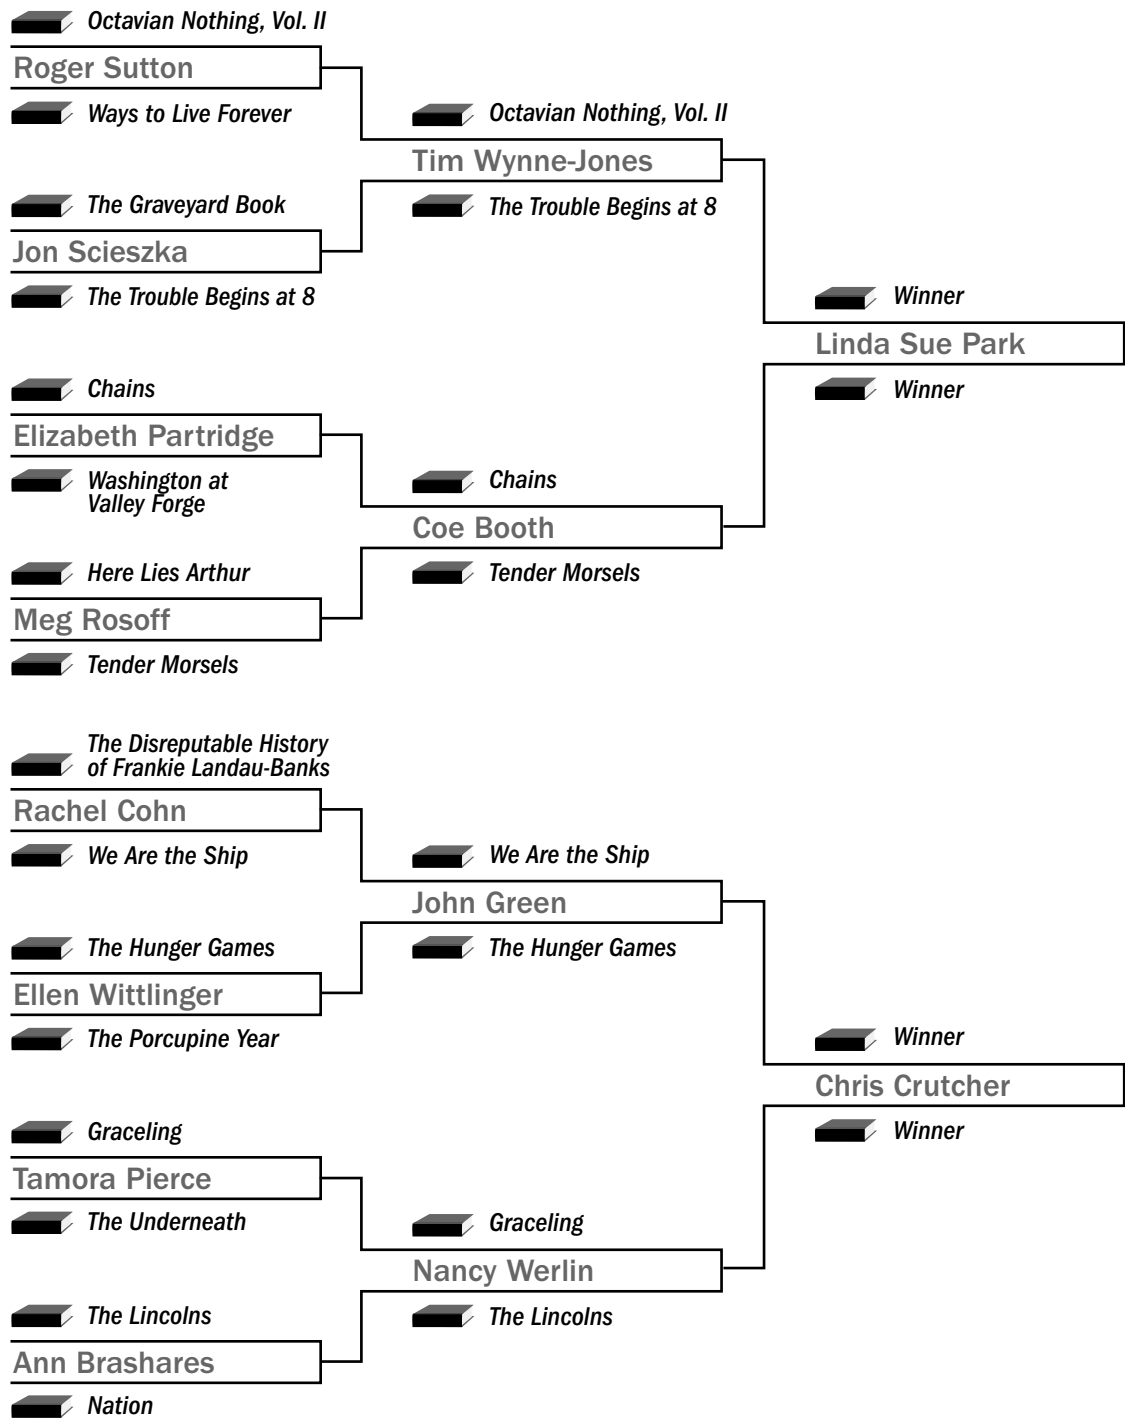 Octavian Nothing, Vol. II
Roger Sutton
Ways to Live Forever
Octavian Nothing, Vol. II
Tim Wynne-Jones
The Trouble Begins at 8
The Graveyard Book
Jon Scieszka
The Trouble Begins at 8
Winner
Linda Sue Park
Winner
Chains
Elizabeth Partridge
Washington at
Valley Forge
Chains
Coe Booth
Tender Morsels
Here Lies Arthur
Meg Rosoff
Tender Morsels
The Disreputable History
of Frankie Landau-Banks
Rachel Cohn
We Are the Ship
We Are the Ship
John Green
The Hunger Games
The Hunger Games
Ellen Wittlinger
The Porcupine Year
Winner
Chris Crutcher
Winner
Graceling
Tamora Pierce
The Underneath
Graceling
Nancy Werlin
The Lincolns
The Lincolns
Ann Brashares
Nation